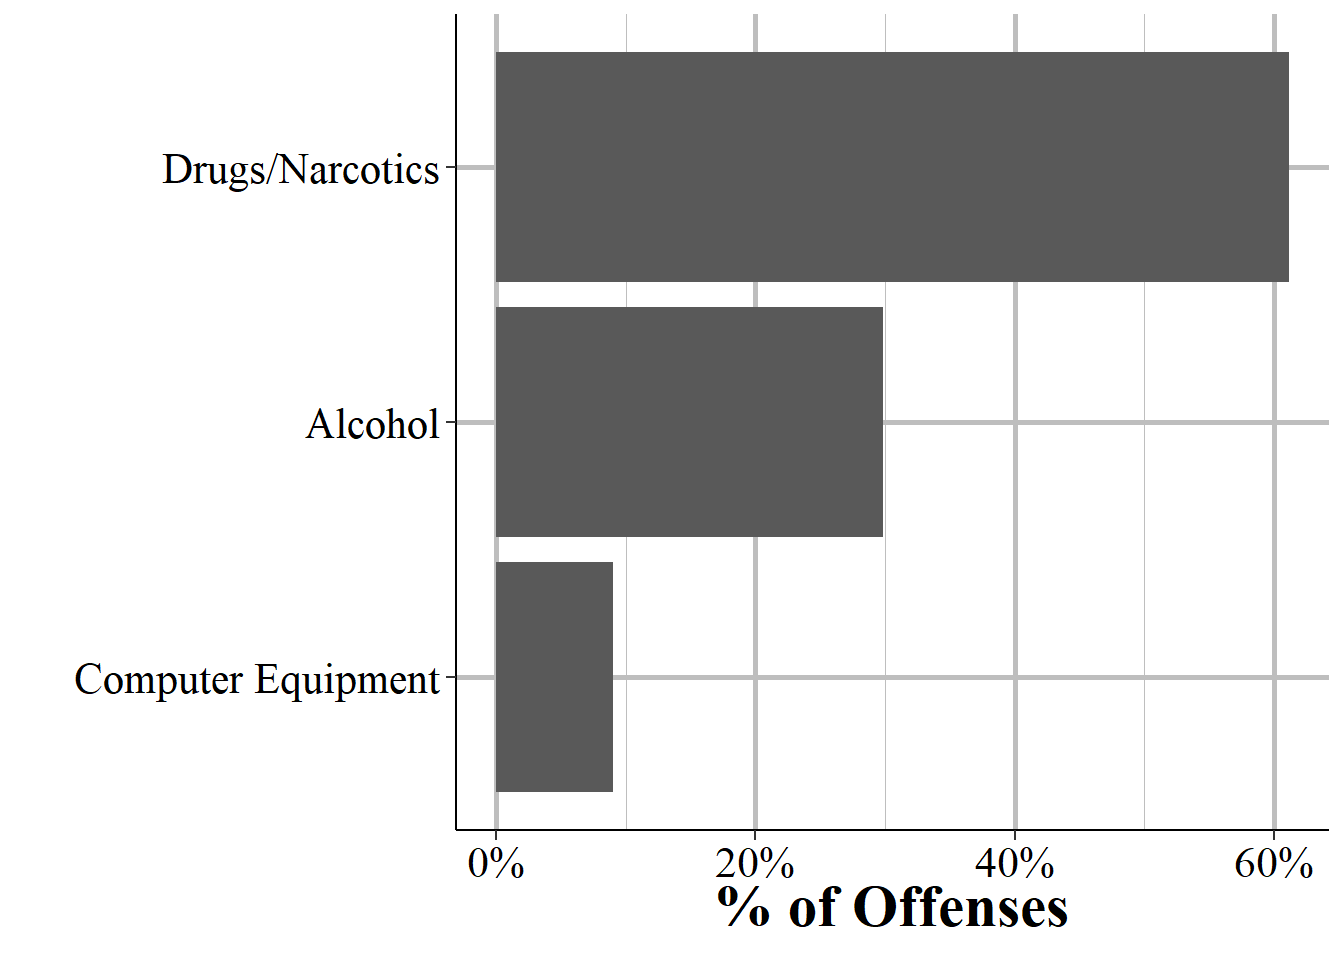 Drugs/Narcotics
Alcohol
Computer Equipment
0% 20% 40% 60%
% of Offenses